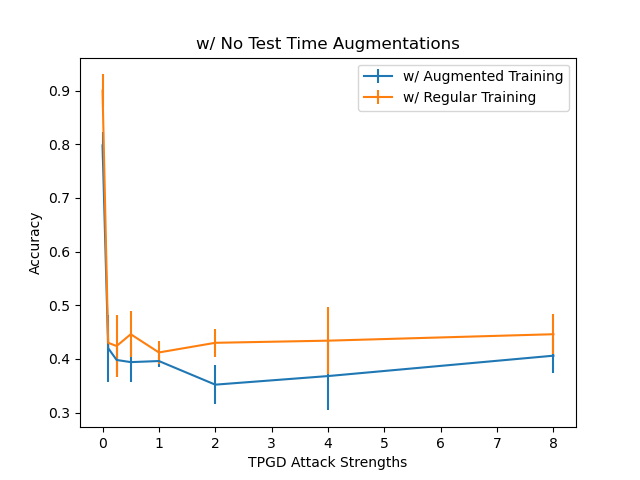 w/ No Test Time Augmentations
w/ Augmented Training
w/ Regular Training
Accuracy
0.9
0.8
0.7
0.6
0.5
0.4
0.3
0 1 2 3 4 5 6 7 8
TPGD Attack Strengths